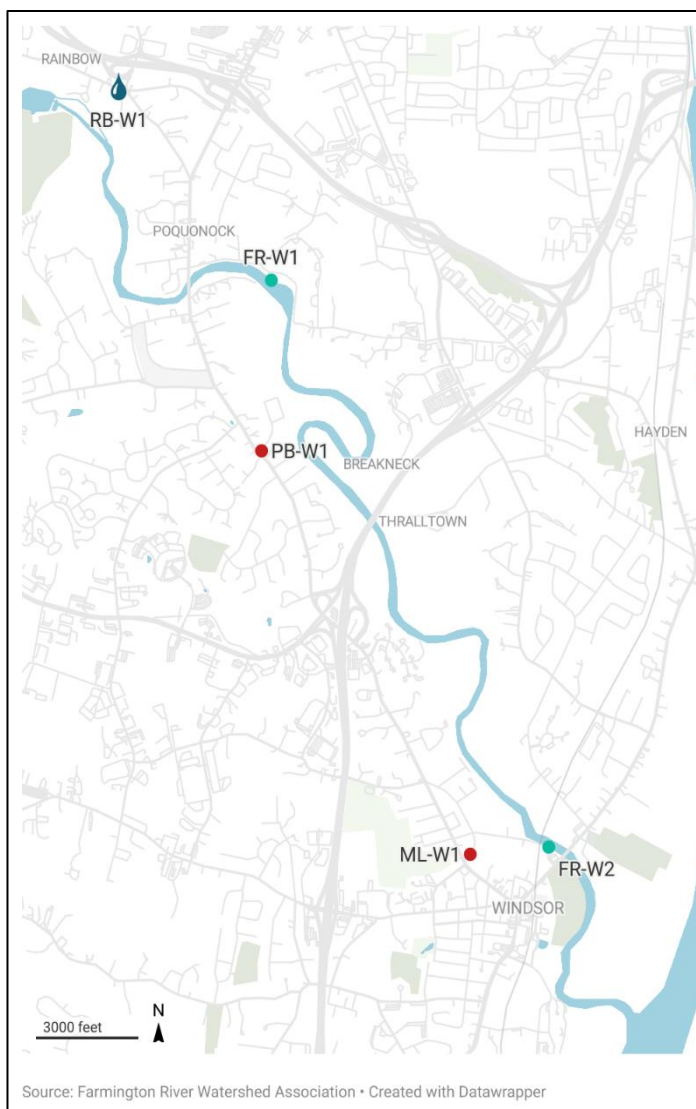 RAINBOW
RB-W1
POQUONOCK
FR-W1
HAYDEN
PB-W1
BREAKNECK
THRALLTOWN
ML-W1
FR-W2
WINDSOR
3000 feet
N
Source: Farmington River Watershed Association • Created with Datawrapper